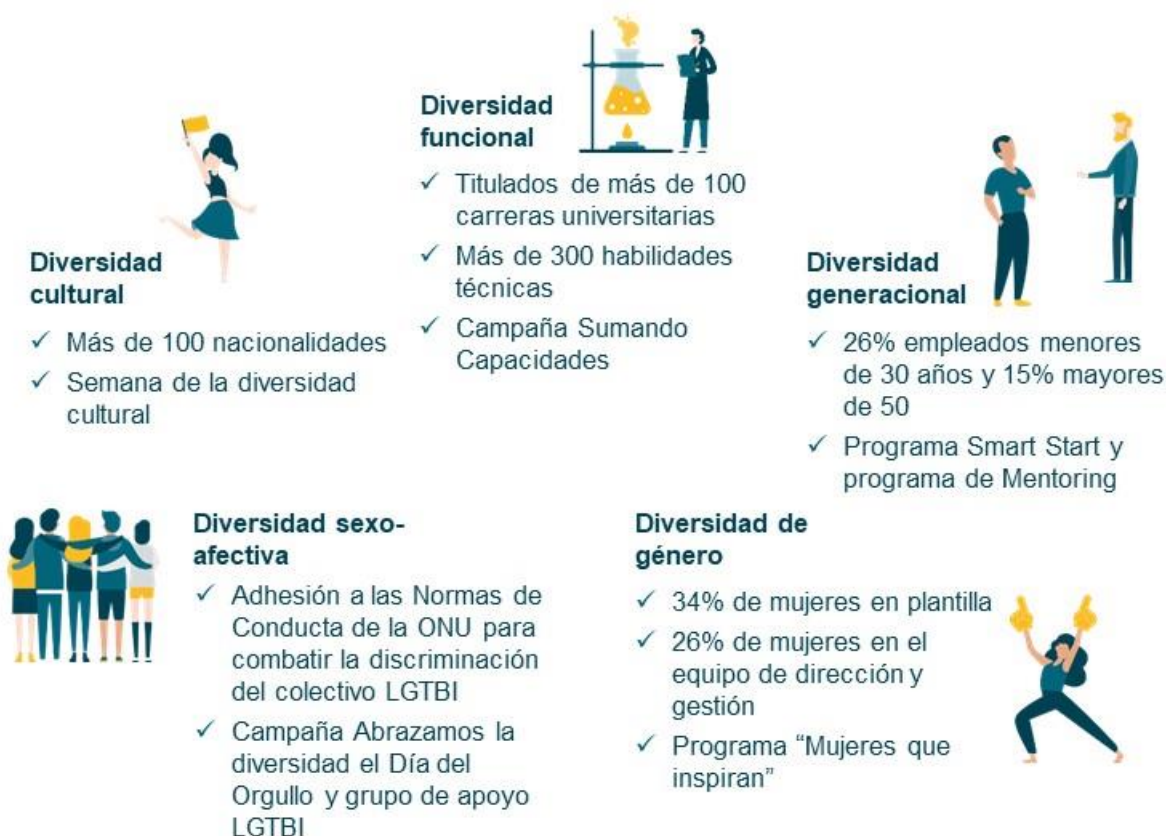 Diversidad
funcional
✓ Titulados de más de 100
carreras universitarias
✓ Más de 300 habilidades
técnicas
✓ Campaña Sumando
Capacidades
Diversidad
cultural
✓ Más de 100 nacionalidades
✓ Semana de la diversidad
cultural
Diversidad
generacional
✓ 26% empleados menores
de 30 años y 15% mayores
de 50
✓ Programa Smart Start y
programa de Mentoring
Diversidad sexo-
afectiva
✓ Adhesión a las Normas de
Conducta de la ONU para
combatir la discriminación
del colectivo LGTBI
✓ Campaña Abrazamos la
diversidad el Día del
Orgullo y grupo de apoyo
LGTBI
Diversidad de
género
✓ 34% de mujeres en plantilla
✓ 26% de mujeres en el
equipo de dirección y
gestión
✓ Programa “Mujeres que
inspiran”